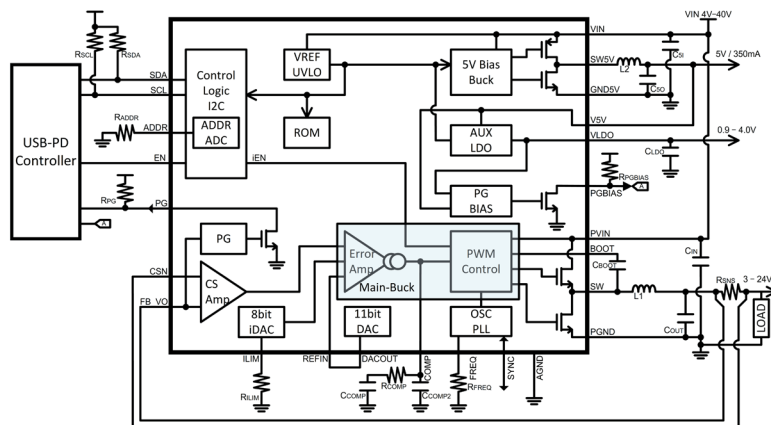 VIN 4V~40V
VIN
RSCL
RSDA
VREF
UVLO
5V Bias
Buck
SW5V
L2
C5I
5V / 350mA
C5O
GND5V
SDA
SCL
Control
Logic
I2C
RADDR
ADDR
ADDR
ADC
ROM
AUX
LDO
V5V
VLDO
0.9 – 4.0V
CLDO
USB-PD
Controller
EN
iEN
RPG
PG
A
PG
BIAS
PGBIAS
RPGBIAS
A
PG
CSN
FB_VO
CS
Amp
Error
Amp
Main-Buck
PWM
Control
PVIN
BOOT
CBOOT
CIN
SW
L1
RSNS
3 – 24V
LOAD
COUT
PGND
8bit
iDAC
11bit
DAC
OSC
PLL
ILIM
REFIN
DACOUT
COMP
FREQ
SYNC
AGND
RILIM
CCOMP
RCOMP
CCOMP2
RFREQ